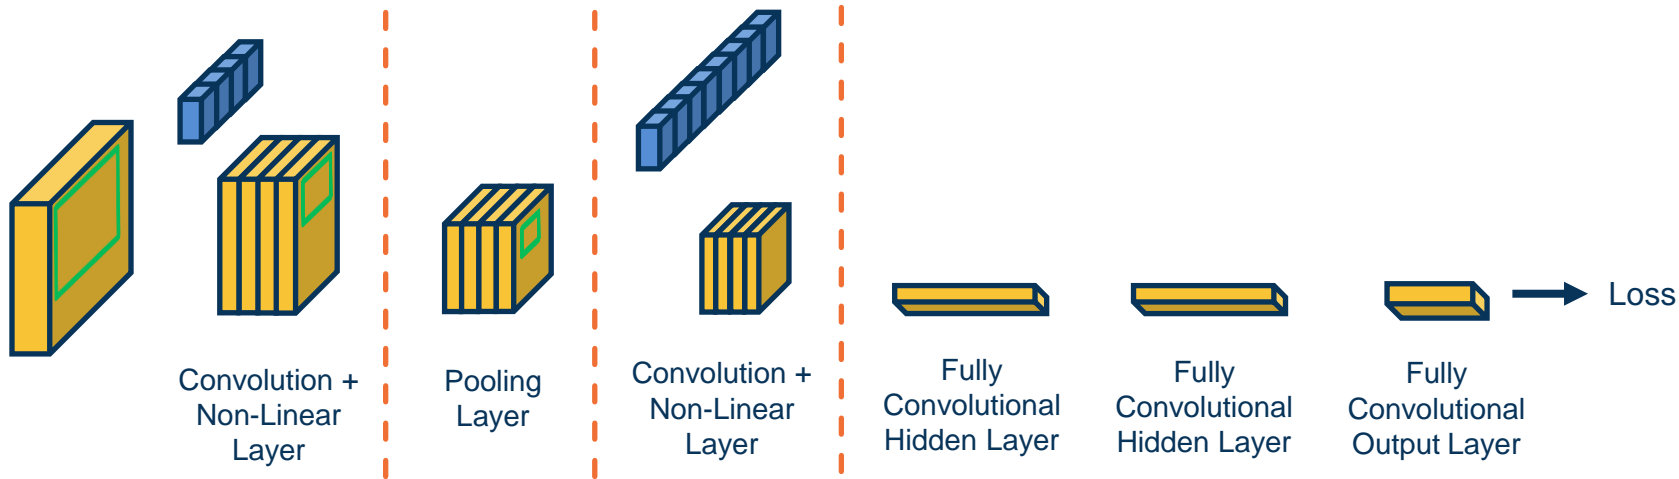 Convolution +
Non-Linear
Layer
Pooling
Layer
Convolution +
Non-Linear
Layer
Fully
Convolutional
Hidden Layer
Fully
Convolutional
Hidden Layer
Fully
Convolutional
Output Layer
Loss